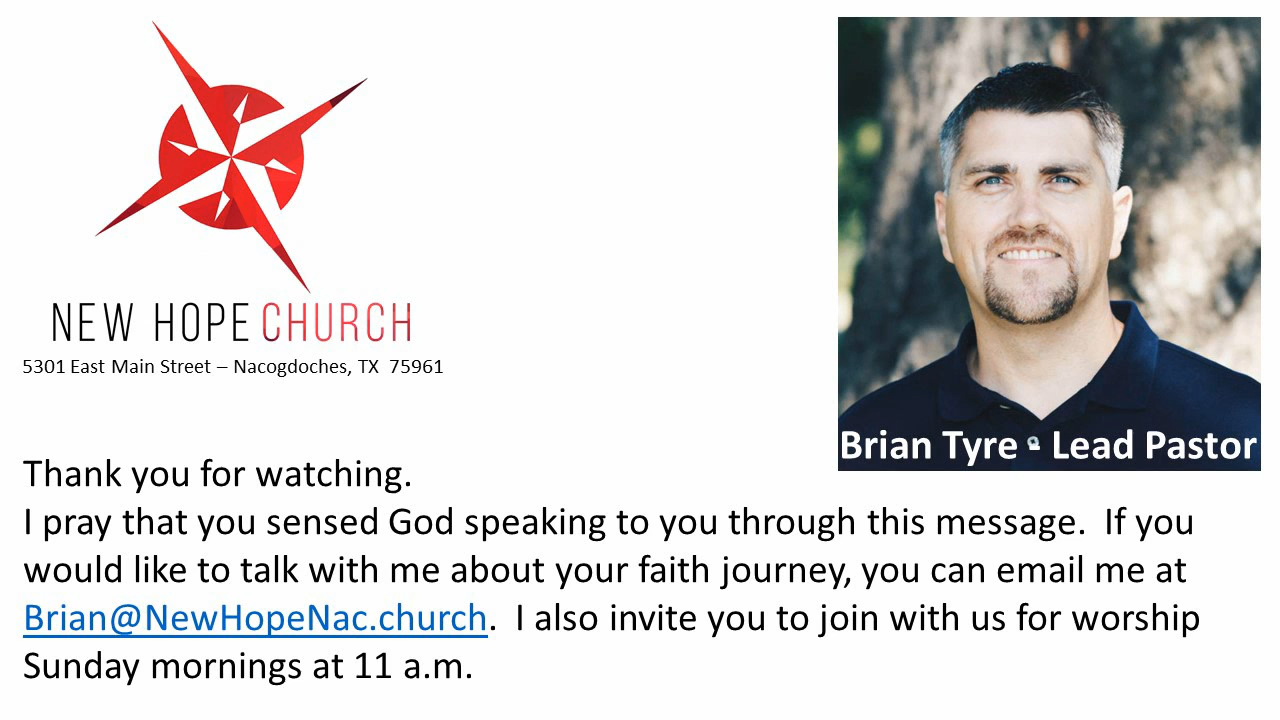 NEW HOPE CHURCH
5301 East Main Street – Nacogdoches, TX  75961
Brian Tyre - Lead Pastor
Thank you for watching.
I pray that you sensed God speaking to you through this message.  If you
would like to talk with me about your faith journey, you can email me at
Brian@NewHopeNac.church.  I also invite you to join with us for worship
Sunday mornings at 11 a.m.